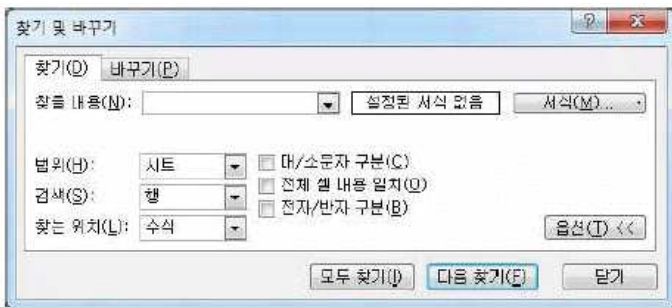 찾기 및 바꾸기
찾기(D) 바꾸기(P)
찾을 내용(N): 설정된 서식 없음 서식(M)...
범위(H): 시트 대/소문자 구분(C)
검색(S): 행 전체 셀 내용 일치(O)
찾는 위치(L): 수식 전자/반자 구분(B)
옵션(T) <<
모두 찾기(I) 다음 찾기(F) 닫기